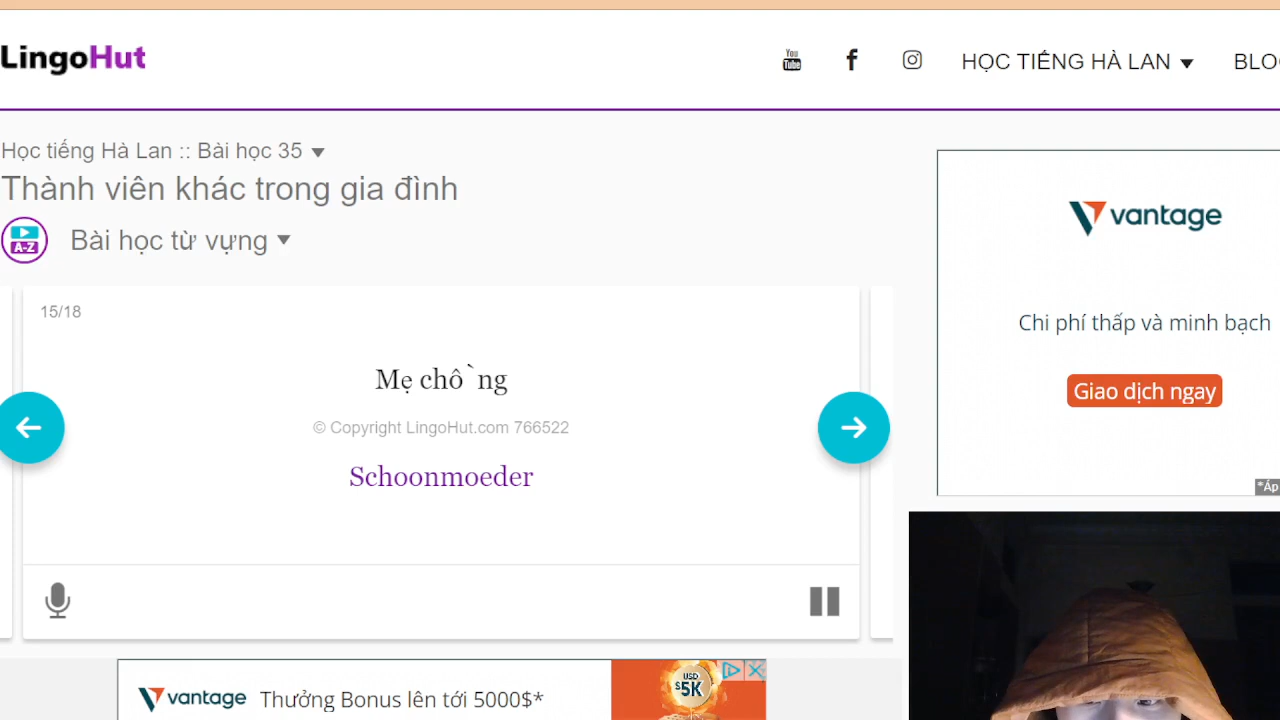 LingoHut
You Tube
HỌC TIẾNG HÀ LAN
BLO
Học tiếng Hà Lan :: Bài học 35
Thành viên khác trong gia đình
A-Z
Bài học từ vựng
15/18
Mẹ chồng
© Copyright LingoHut.com 766522
Schoonmoeder
vantage
Chi phí thấp và minh bạch
Giao dịch ngay
*Áp
vantage
Thưởng Bonus lên tới 5000$*
USD
$5K